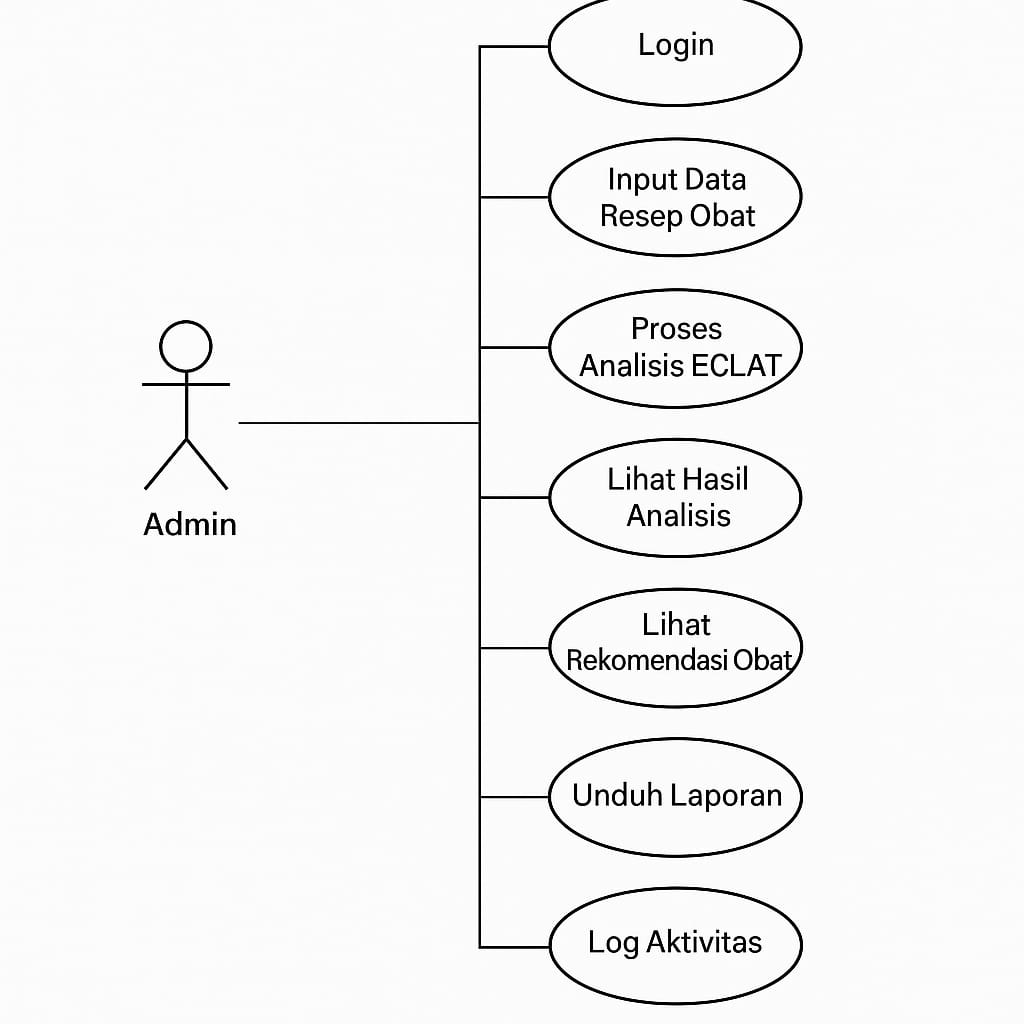 Login
Input Data
Resep Obat
Proses
Analisis ECLAT
Admin
Lihat Hasil
Analisis
Lihat
Rekomendasi Obat
Unduh Laporan
Log Aktivitas